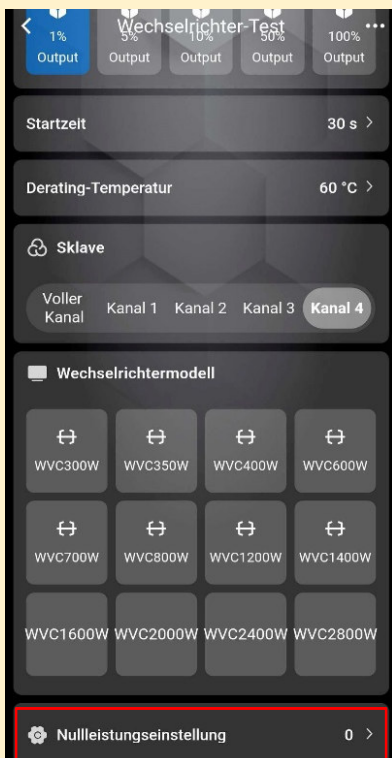 Wechselrichter-Test
1% 5% 10% 50% 100%
Output Output Output Output Output
Startzeit 30 s
Derating-Temperatur 60 °C
Sklave
Voller Kanal Kanal 1 Kanal 2 Kanal 3 Kanal 4
Wechselrichtermodell
WVC300W WVC350W WVC400W WVC600W
WVC700W WVC800W WVC1200W WVC1400W
WVC1600W WVC2000W WVC2400W WVC2800W
Nullleistungseinstellung 0